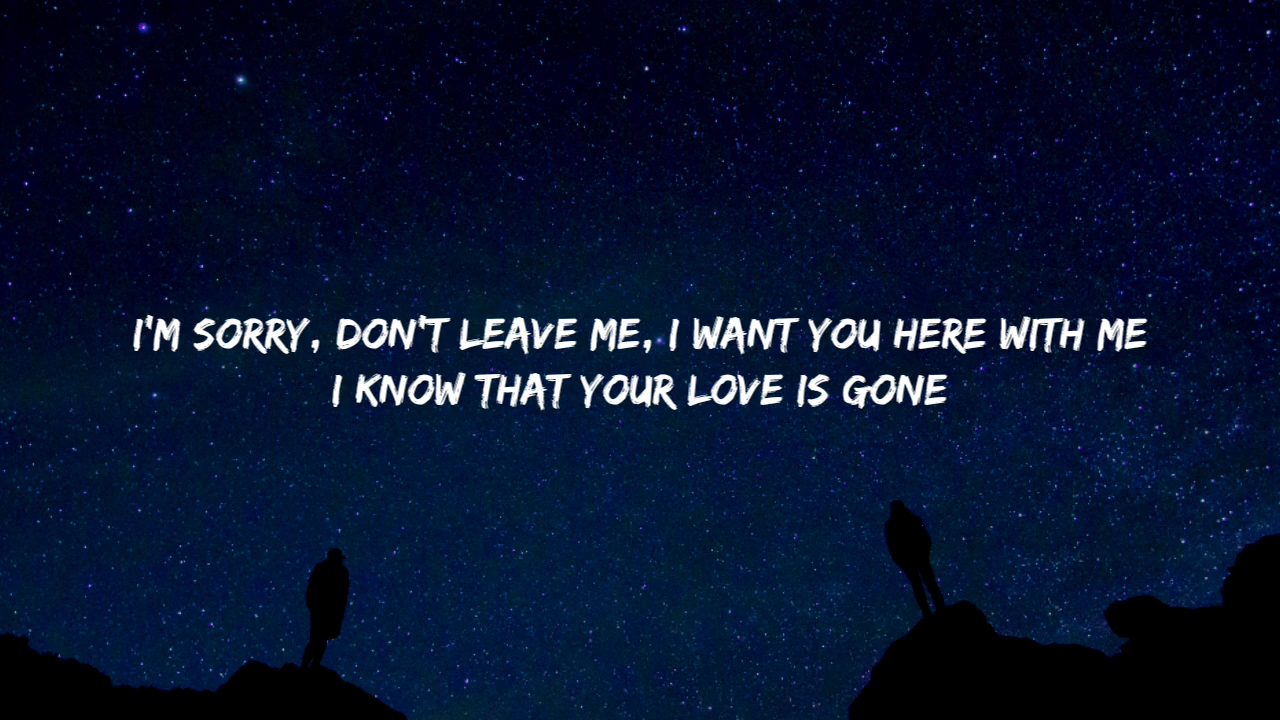 I'M SORRY, DON'T LEAVE ME, I WANT YOU HERE WITH ME
I KNOW THAT YOUR LOVE IS GONE